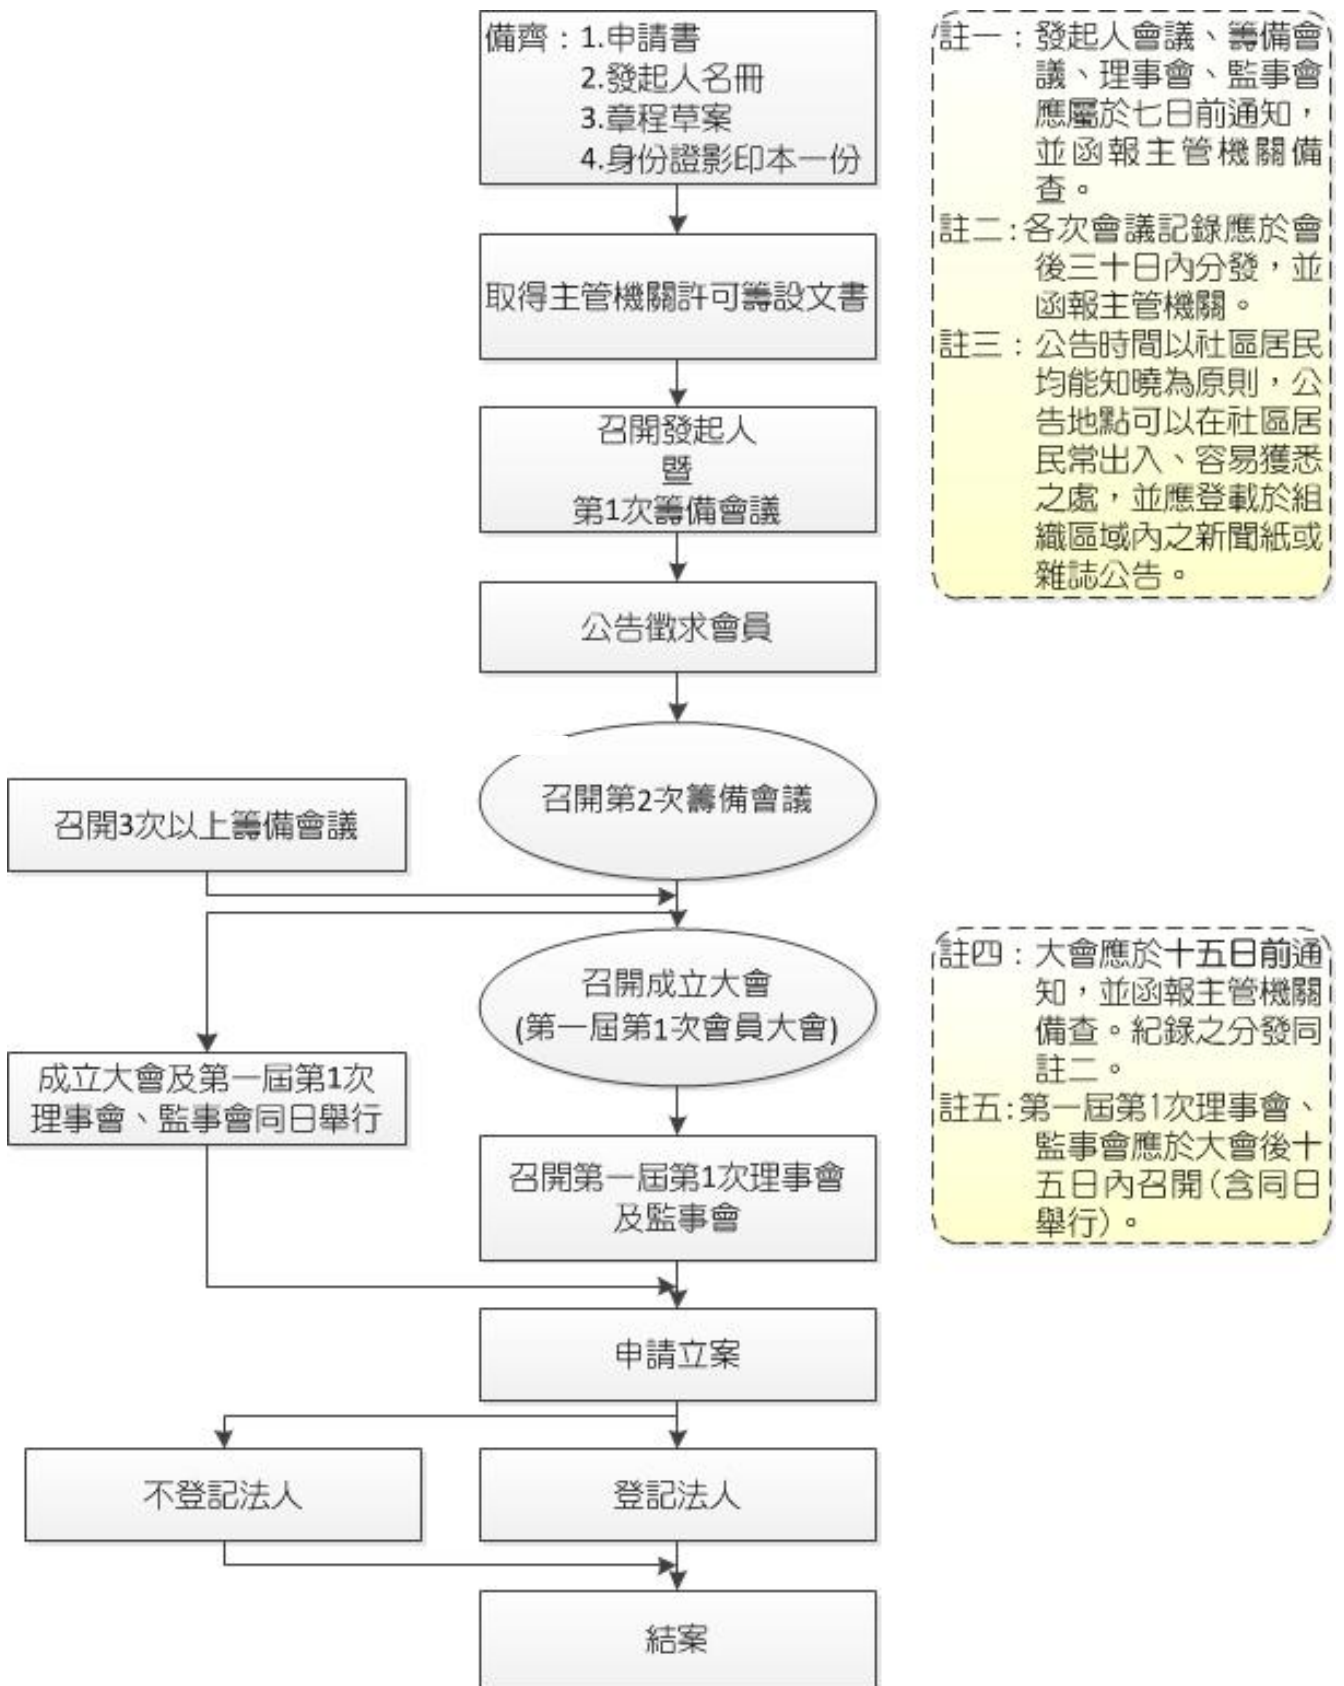 備齊：1.申請書
2.發起人名冊
3.章程草案
4.身份證影印本一份
取得主管機關許可籌設文書
召開發起人
暨
第1次籌備會議
公告徵求會員
召開第2次籌備會議
召開3次以上籌備會議
召開成立大會
(第一屆第1次會員大會)
成立大會及第一屆第1次
理事會、監事會同日舉行
召開第一屆第1次理事會
及監事會
申請立案
不登記法人
登記法人
結案
註一：發起人會議、籌備會
議、理事會、監事會
應屬於七日前通知，
並函報主管機關備
查。
註二:各次會議記錄應於會
後三十日內分發，並
函報主管機關。
註三：公告時間以社區居民
均能知曉為原則，公
告地點可以在社區居
民常出入、容易獲悉
之處，並應登載於組
織區域內之新聞紙或
雜誌公告。
註四：大會應於十五日前通
知，並函報主管機關
備查。紀錄之分發同
註二。
註五:第一屆第1次理事會、
監事會應於大會後十
五日內召開(含同日
舉行)。